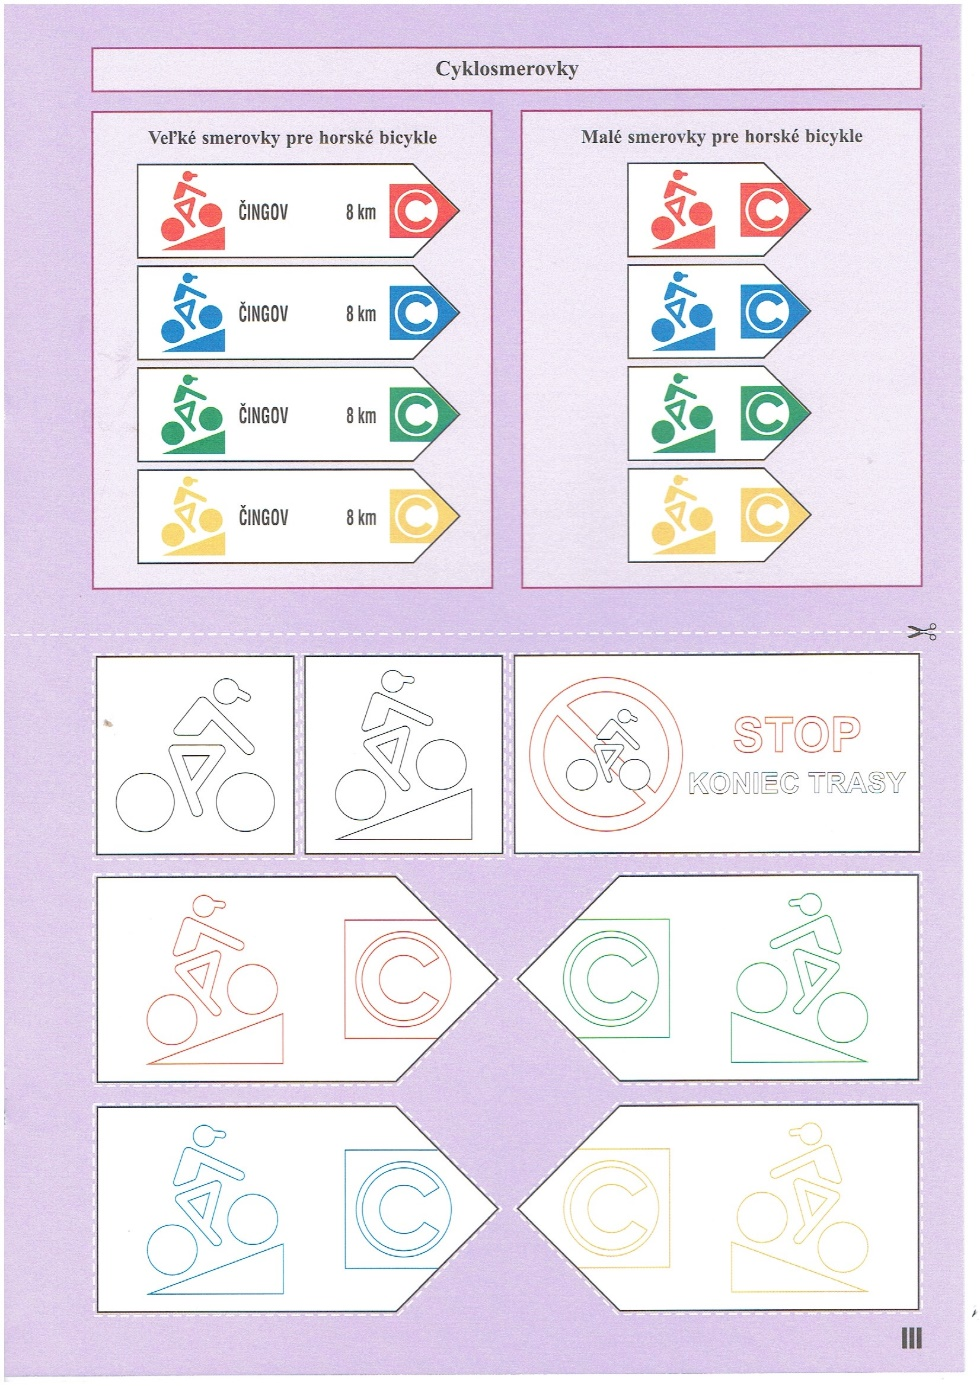 Cyklosmerovky
Veľké smerovky pre horské bicykle
ČINGOV 8 km C
ČINGOV 8 km C
ČINGOV 8 km C
ČINGOV 8 km C
Malé smerovky pre horské bicykle
C
C
C
C
STOP
KONIEC TRASY
C
C
C
C
III